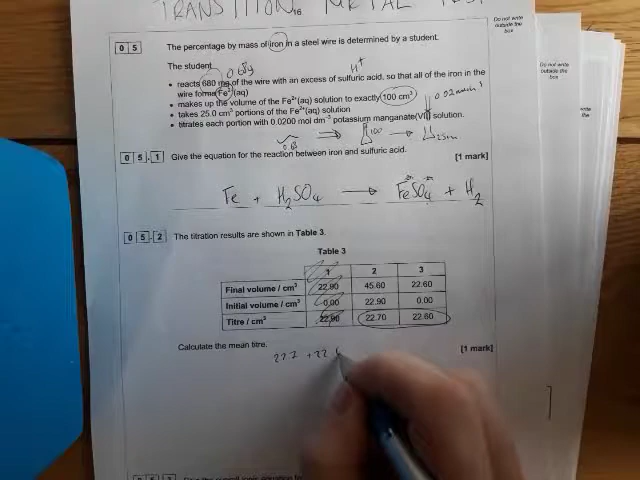 TRANSITION METAL TEST
16
Do not write
outside the
box
0 5 The percentage by mass of iron in a steel wire is determined by a student.
The student
0.68g H+
• reacts 680 mg of the wire with an excess of sulfuric acid, so that all of the iron in the
wire forms Fe2+(aq)
• makes up the volume of the Fe2+(aq) solution to exactly 100 cm3
• takes 25.0 cm3 portions of the Fe2+(aq) solution
• titrates each portion with 0.0200 mol dm-3 potassium manganate(VII) solution.
100
0 5 . 1 Give the equation for the reaction between iron and sulfuric acid.
[1 mark]
Fe + H2SO4 → FeSO4 + H2
0 5 . 2 The titration results are shown in Table 3.
Table 3
1 2 3
Final volume / cm3 22.90 45.60 22.60
Initial volume / cm3 0.00 22.90 0.00
Titre / cm3 22.90 22.70 22.60
Calculate the mean titre.
[1 mark]
22.7 + 22